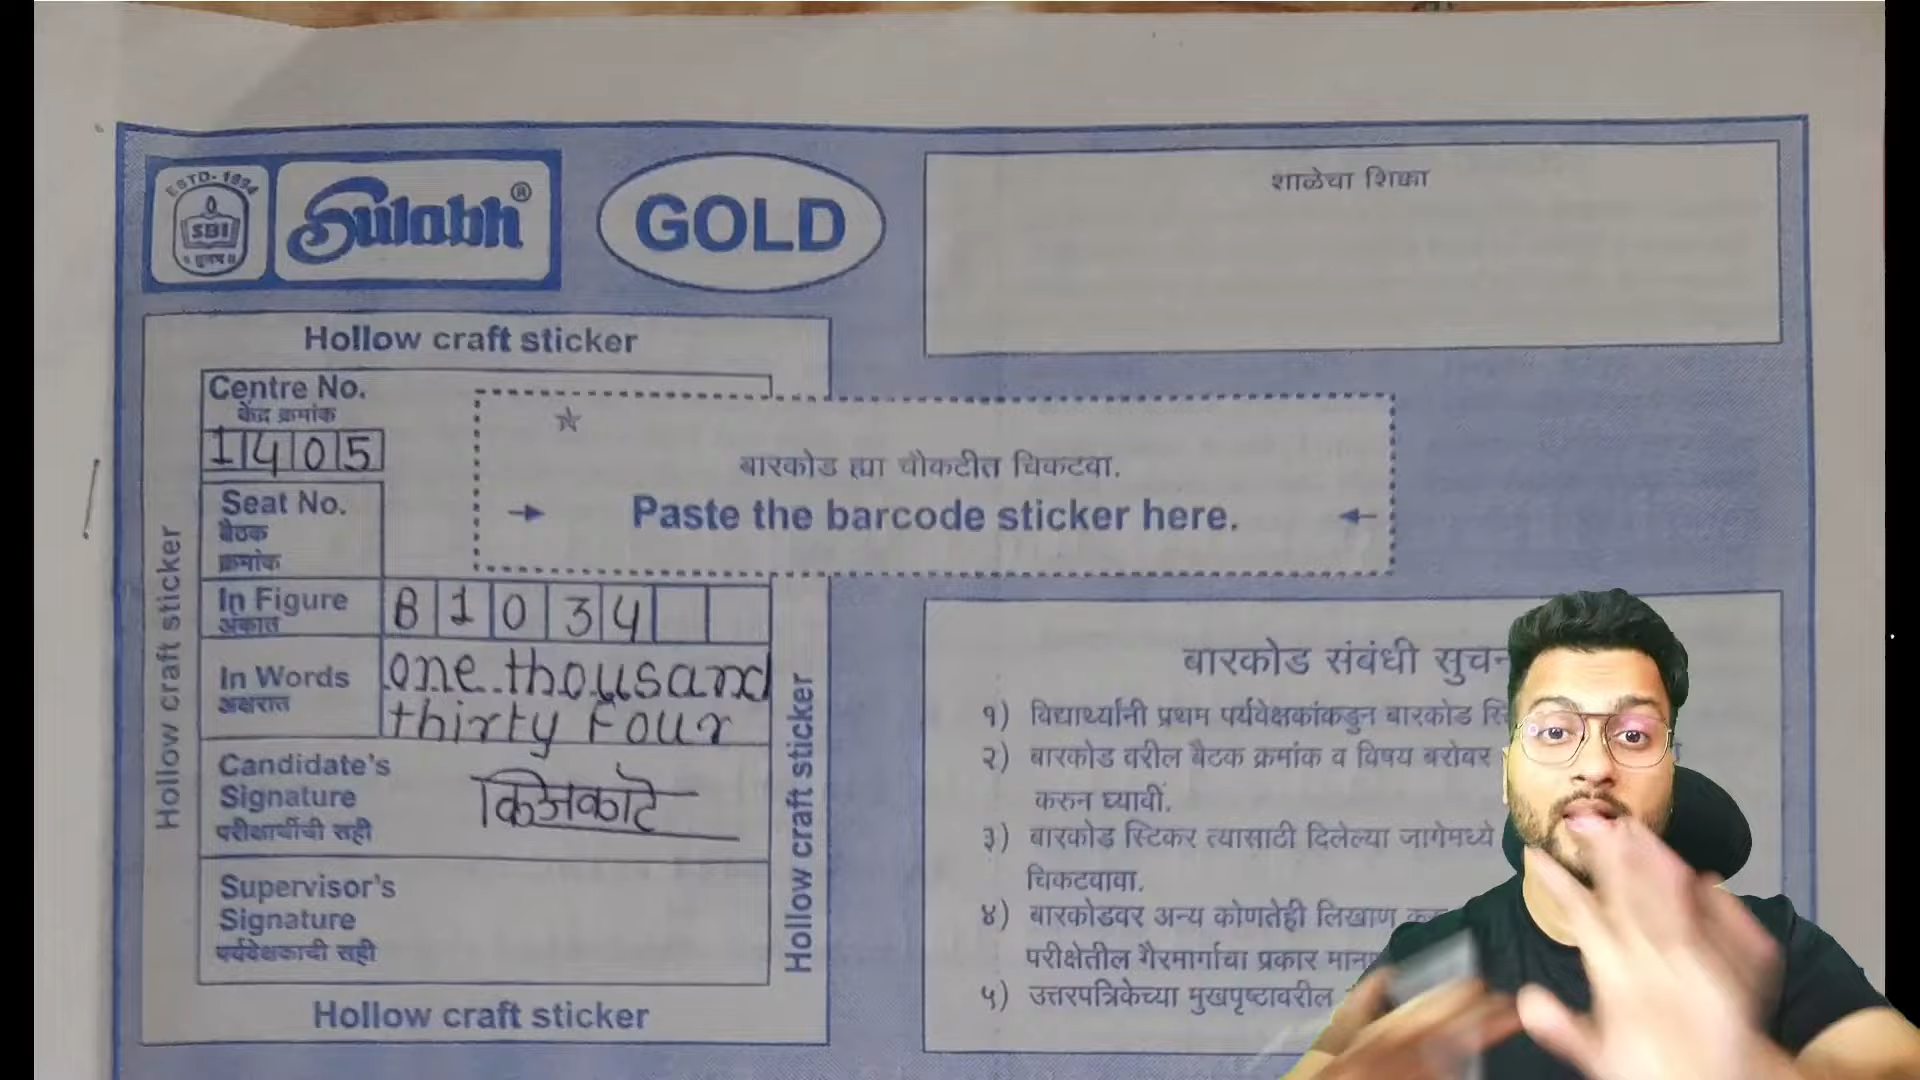 ESTD-1994
SBI
॥ सुलभ ॥
Sulabh®
GOLD
शाळेचा शिक्का
Hollow craft sticker
Centre No.
केंद्र क्रमांक
1405
बारकोड ह्या चौकटीत चिकटवा.
Paste the barcode sticker here.
Seat No.
बैठक
क्रमांक
In Figure
अंकात
B1034
In Words
अक्षरात
one thousand
thirty Four
Candidate's
Signature
परीक्षार्थीची सही
Supervisor's
Signature
पर्यवेक्षकाची सही
Hollow craft sticker
Hollow craft sticker
Hollow craft sticker
बारकोड संबंधी
१) विद्यार्थ्यांनी प्रथम पर्यवेक्षकांकडुन बारकोड
२) बारकोड वरील बैटक क्रमांक व विषय बरोबर
करुन घ्यावीं.
३) बारकोड स्टिकर त्यासाटी दिलेल्या जागेमध्ये
चिकटवावा.
४) बारकोडवर अन्य कोणतेही लिखाण
परीक्षेतील गैरमार्गाचा प्रकार
५) उत्तरपत्रिकेच्या मुखपृष्टावरील